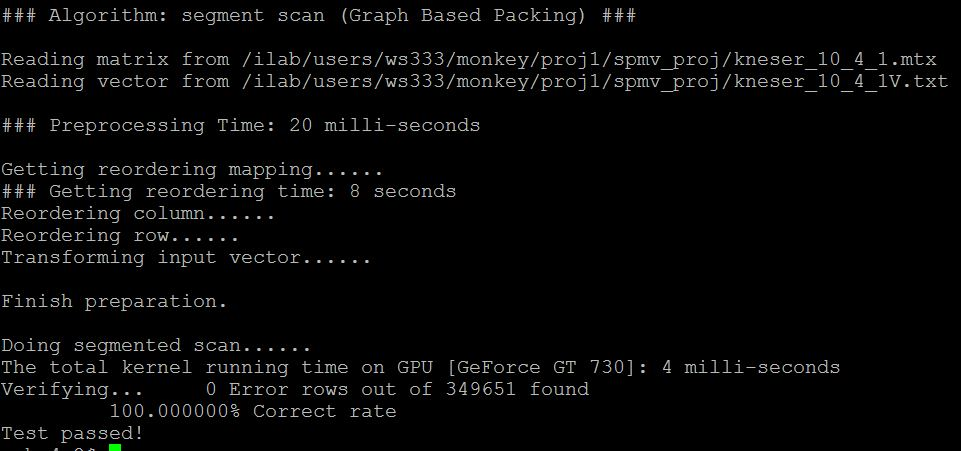 ### Algorithm: segment scan (Graph Based Packing) ###
Reading matrix from /ilab/users/ws333/monkey/proj1/spmv_proj/kneser_10_4_1.mtx
Reading vector from /ilab/users/ws333/monkey/proj1/spmv_proj/kneser_10_4_1V.txt
### Preprocessing Time: 20 milli-seconds
Getting reordering mapping......
### Getting reordering time: 8 seconds
Reordering column......
Reordering row......
Transforming input vector......
Finish preparation.
Doing segmented scan......
The total kernel running time on GPU [GeForce GT 730]: 4 milli-seconds
Verifying...     0 Error rows out of 349651 found
         100.000000% Correct rate
Test passed!